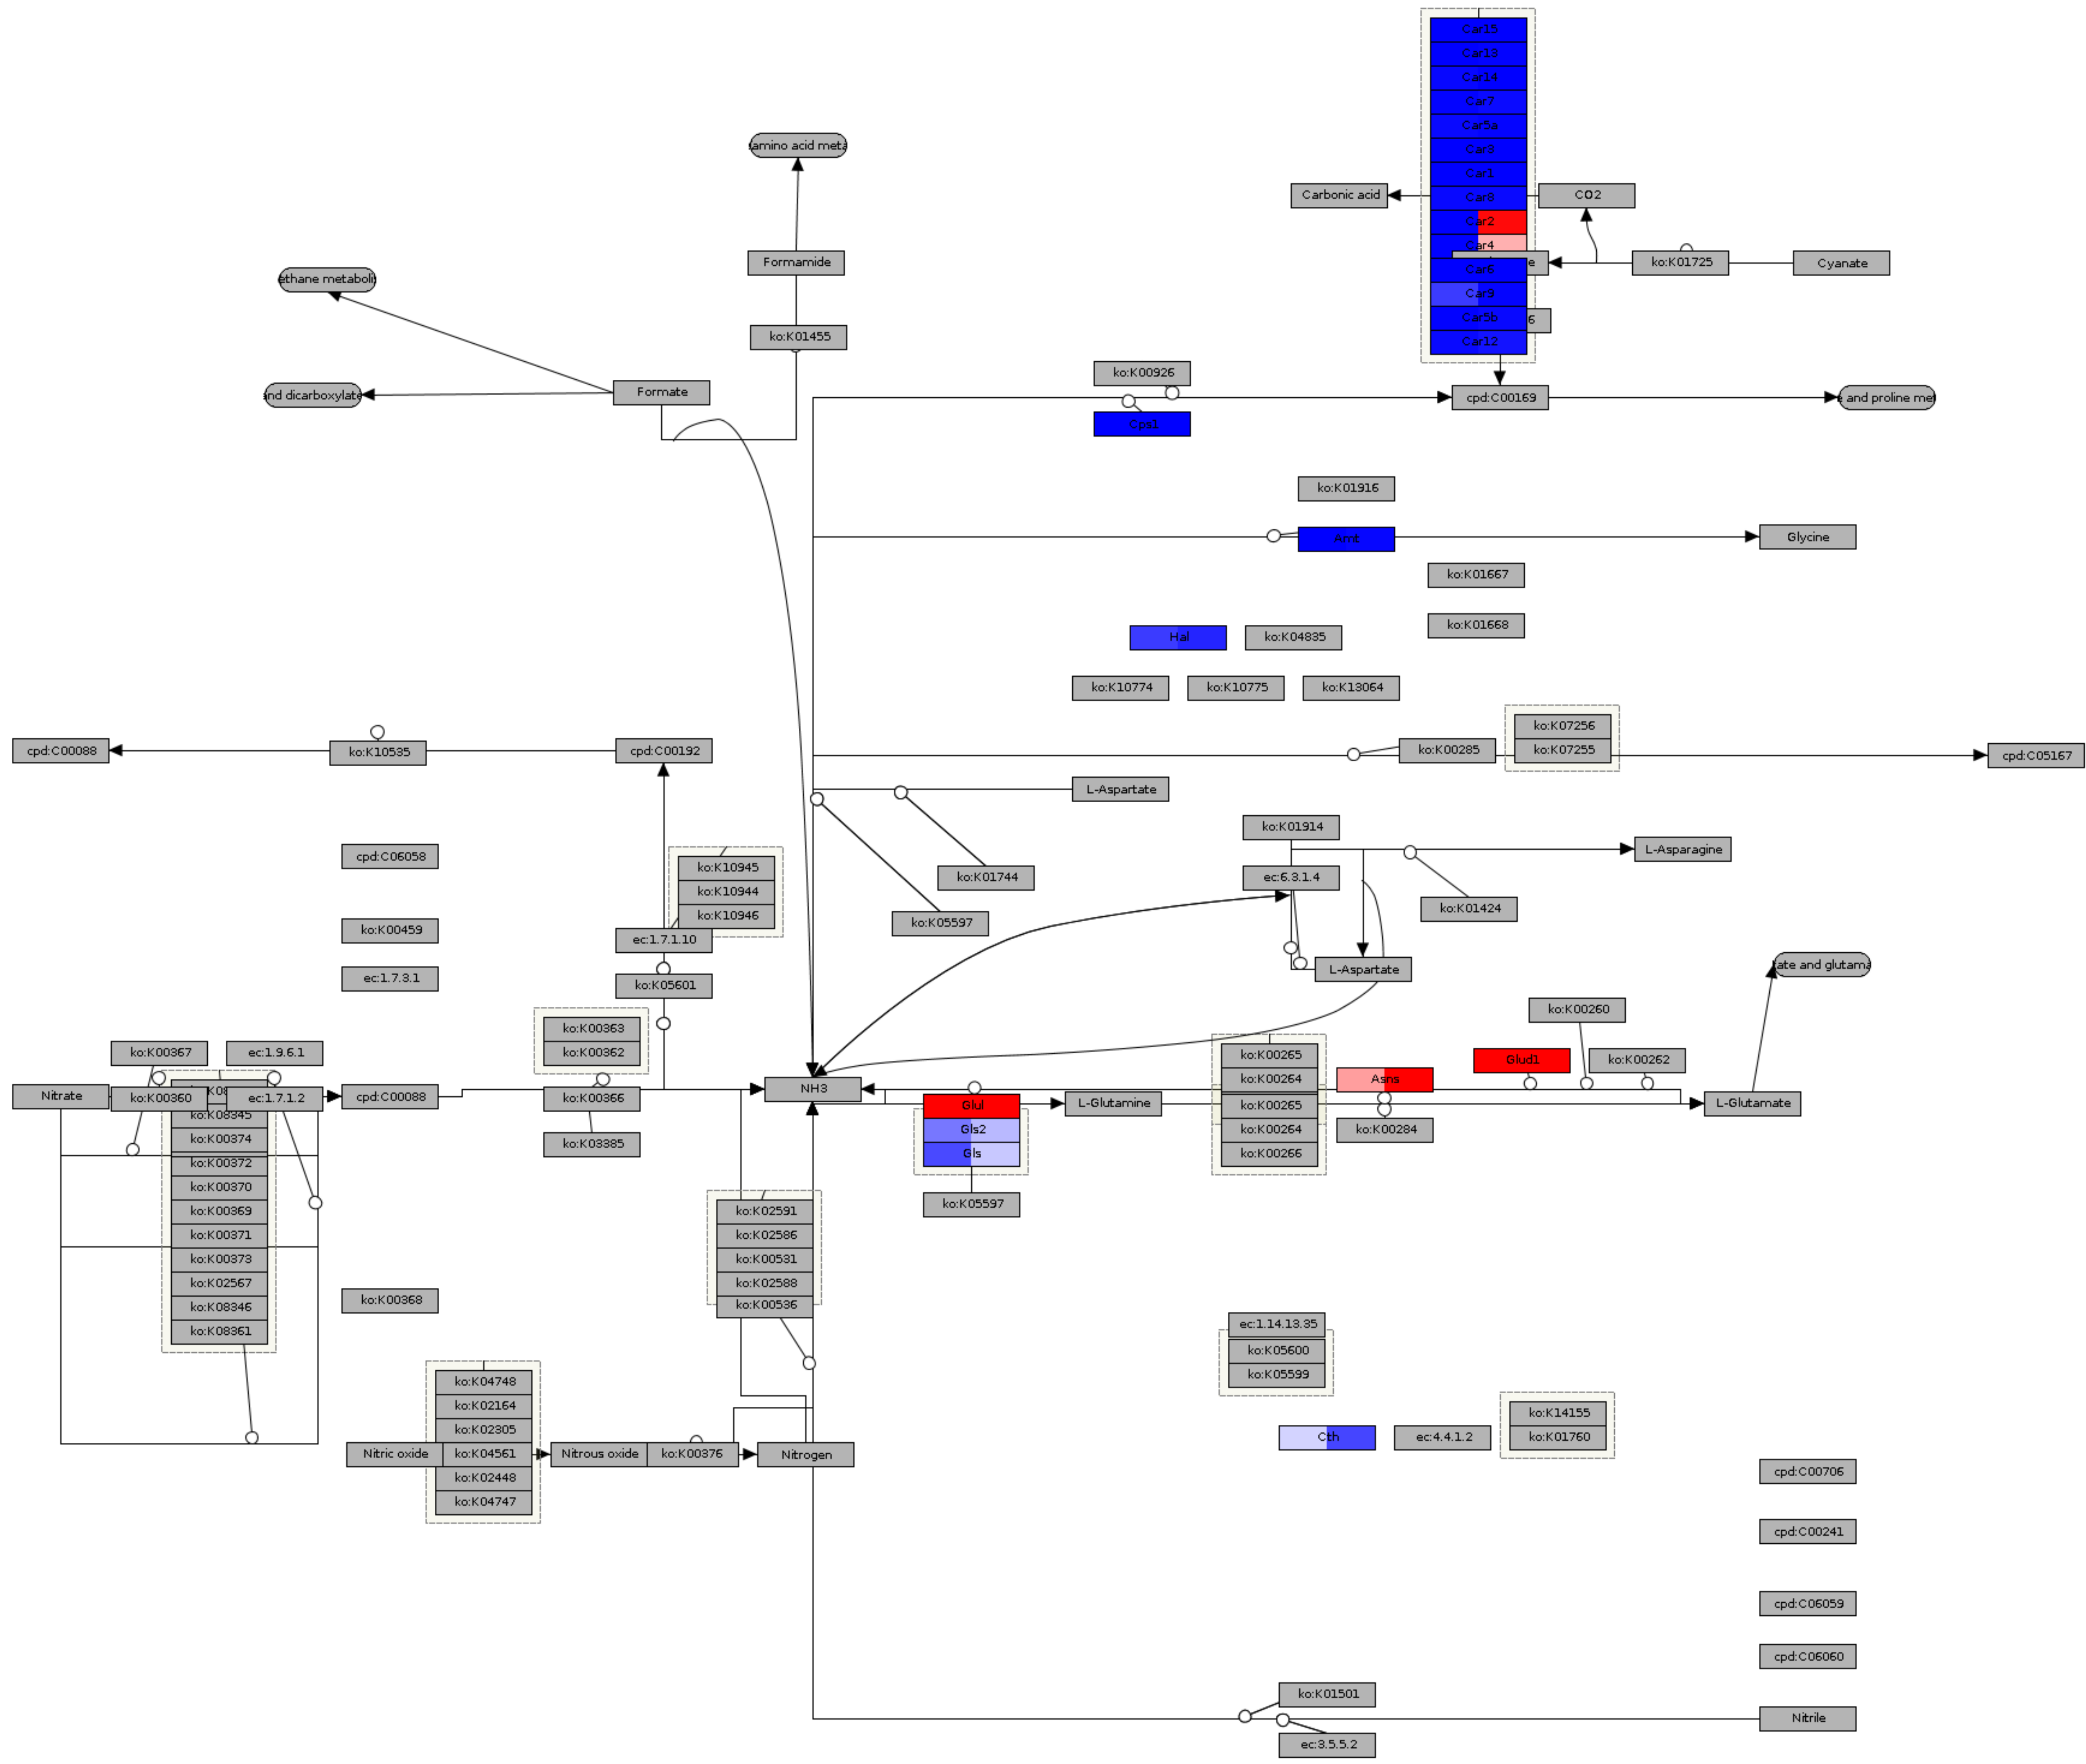 Car15
Car13
Car14
Car7
Car5a
Car3
Car1
Car8
Car2
Car4
Car6
Car9
Car5b
Car12
amino acid meta
Carbonic acid
CO2
Formamide
e
ko:K01725
Cyanate
ethane metabolis
6
ko:K01455
ko:K00926
Formate
nd dicarboxylate
cpd:C00169
e and proline met
Cps1
ko:K01916
Amt
Glycine
ko:K01667
ko:K01668
Hal
ko:K04835
ko:K10774
ko:K10775
ko:K13064
ko:K07256
ko:K07255
cpd:C00088
ko:K10535
cpd:C00192
ko:K00285
cpd:C05167
L-Aspartate
ko:K01914
cpd:C06058
L-Asparagine
ko:K10945
ko:K10944
ko:K10946
ko:K01744
ec:6.3.1.4
ko:K01424
ko:K05597
ko:K00459
ec:1.7.1.10
ec:1.7.3.1
ko:K05601
L-Aspartate
ate and glutama
ko:K00260
ko:K00363
ko:K00362
ko:K00367
ec:1.9.6.1
ko:K00265
ko:K00264
Glud1
ko:K00262
Asns
Nitrate
ko:K00360
ko:K08
ec:1.7.1.2
cpd:C00088
ko:K00366
NH3
Glul
Gls2
Gls
L-Glutamine
ko:K00265
ko:K00264
ko:K00266
ko:K00284
L-Glutamate
ko:K08345
ko:K00374
ko:K00372
ko:K00370
ko:K00369
ko:K00371
ko:K00373
ko:K02567
ko:K08346
ko:K08361
ko:K03385
ko:K05597
ko:K02591
ko:K02586
ko:K00531
ko:K02588
ko:K00536
ko:K00368
ec:1.14.13.35
ko:K05600
ko:K05599
ko:K04748
ko:K02164
ko:K02305
ko:K04561
ko:K02448
ko:K04747
Nitric oxide
Nitrous oxide
ko:K00376
Nitrogen
Cth
ec:4.4.1.2
ko:K14155
ko:K01760
cpd:C00706
cpd:C00241
cpd:C06059
cpd:C06060
ko:K01501
Nitrile
ec:3.5.5.2